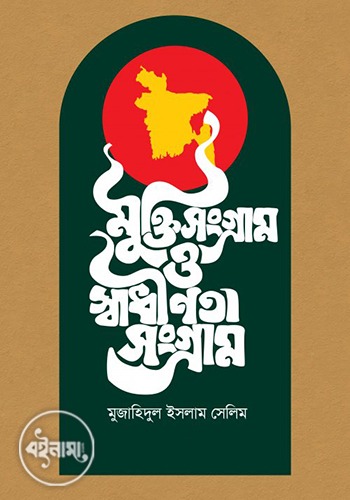 মুক্তিসংগ্রাম
ও
স্বাধীনতা
সংগ্রাম
মুজাহিদুল ইসলাম সেলিম
বইনামা